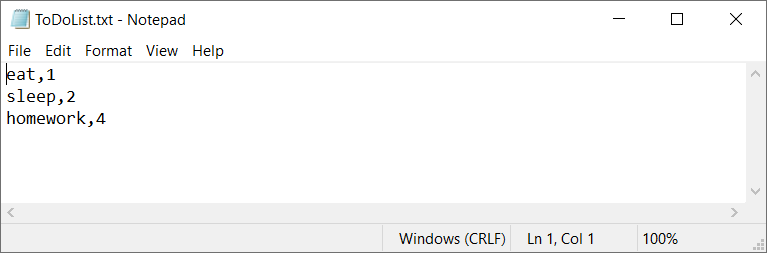 ToDoList.txt - Notepad
File Edit Format View Help
eat,1
sleep,2
homework,4
Windows (CRLF) Ln 1, Col 1 100%